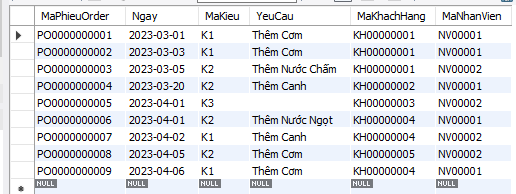 MaPhieuOrder Ngay MaKieu YeuCau MaKhachHang MaNhanVien
PO0000000001 2023-03-01 K1 Thêm Cơm KH00000001 NV00001
PO0000000002 2023-03-03 K1 Thêm Cơm KH00000001 NV00001
PO0000000003 2023-03-05 K2 Thêm Nước Chấm KH00000001 NV00002
PO0000000004 2023-03-20 K2 Thêm Canh KH00000002 NV00001
PO0000000005 2023-04-01 K3 KH00000003 NV00002
PO0000000006 2023-04-01 K2 Thêm Nước Ngọt KH00000004 NV00001
PO0000000007 2023-04-02 K1 Thêm Canh KH00000004 NV00002
PO0000000008 2023-04-05 K2 Thêm Cơm KH00000005 NV00002
PO0000000009 2023-04-06 K1 Thêm Cơm KH00000004 NV00001
NULL NULL NULL NULL NULL NULL